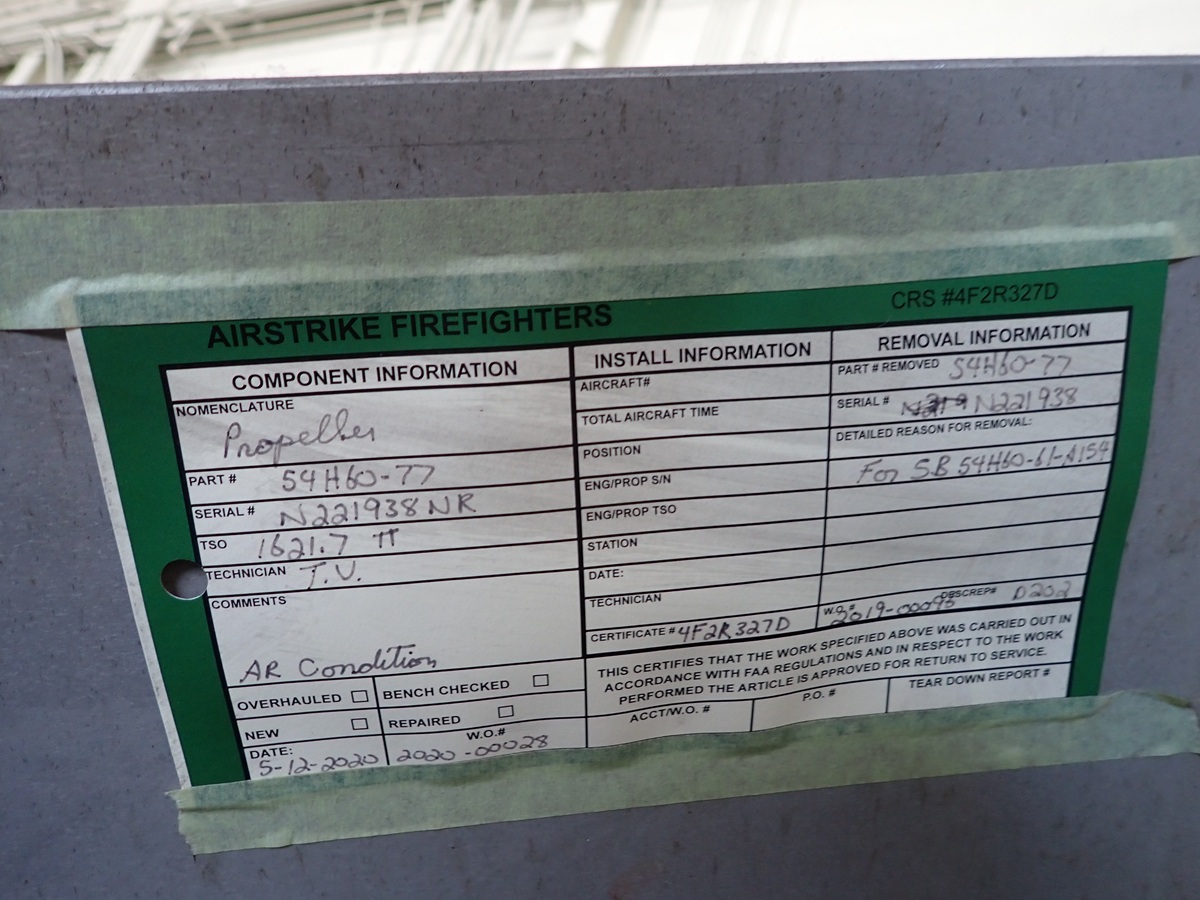 AIRSTRIKE FIREFIGHTERS
CRS #4F2R327D
COMPONENT INFORMATION
NOMENCLATURE
Propeller
PART # 54H60-77
SERIAL # N221938NR
TSO 1621.7 TT
TECHNICIAN T.V.
COMMENTS
AR Condition
OVERHAULED
BENCH CHECKED
NEW
REPAIRED
DATE:
5-12-2020
W.O.#
2020-00028
INSTALL INFORMATION
AIRCRAFT#
TOTAL AIRCRAFT TIME
POSITION
ENG/PROP S/N
ENG/PROP TSO
STATION
DATE:
TECHNICIAN
CERTIFICATE # 4F2R327D
REMOVAL INFORMATION
PART # REMOVED 54H60-77
SERIAL # N221938
DETAILED REASON FOR REMOVAL:
For SB 54H60-61-A154
W.O.# 2019-00096
DBSCREP# D202
THIS CERTIFIES THAT THE WORK SPECIFIED ABOVE WAS CARRIED OUT IN
ACCORDANCE WITH FAA REGULATIONS AND IN RESPECT TO THE WORK
PERFORMED THE ARTICLE IS APPROVED FOR RETURN TO SERVICE.
ACCT/W.O. #
P.O. #
TEAR DOWN REPORT #